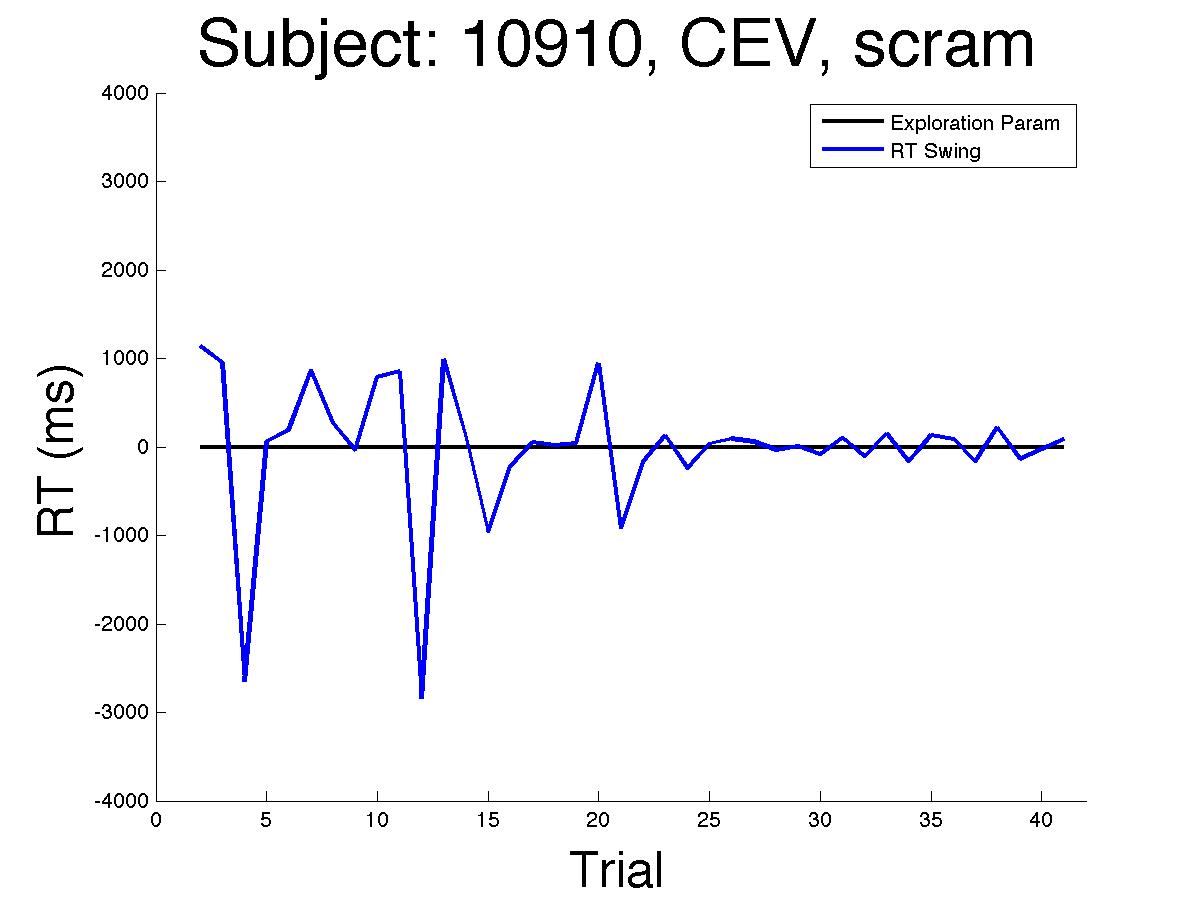 Subject: 10910, CEV, scram
4000
3000
2000
1000
0
-1000
-2000
-3000
-4000
RT (ms)
Exploration Param
RT Swing
0 5 10 15 20 25 30 35 40
Trial